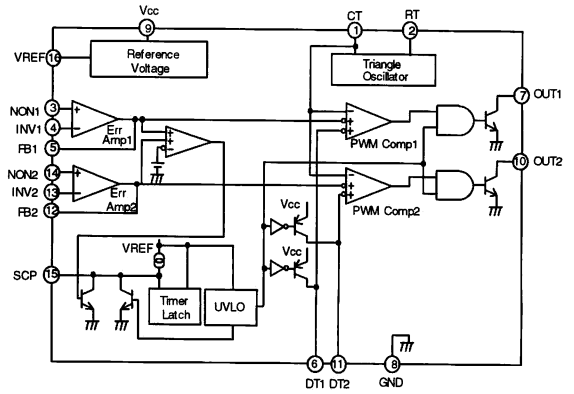 Vcc
9
CT
1
RT
2
VREF 16
Reference
Voltage
Triangle
Oscillator
NON1 3
+
INV1 4
-
Err
Amp1
FB1 5
+
+
-
-
+
+
PWM Comp1
7 OUT1
NON2 14
+
INV2 13
-
Err
Amp2
FB2 12
-
+
+
PWM Comp2
10 OUT2
Vcc
Vcc
VREF
SCP 15
Timer
Latch
UVLO
6
DT1
11
DT2
8
GND